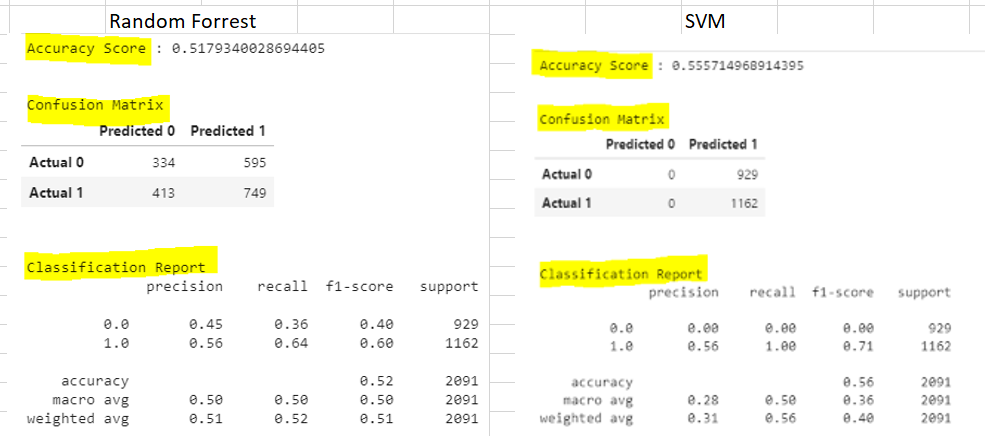 Random Forrest
Accuracy Score : 0.5179340028694405
Confusion Matrix
Predicted 0 Predicted 1
Actual 0 334 595
Actual 1 413 749
Classification Report
precision recall f1-score support
0.0 0.45 0.36 0.40 929
1.0 0.56 0.64 0.60 1162
accuracy 0.52 2091
macro avg 0.50 0.50 0.50 2091
weighted avg 0.51 0.52 0.51 2091
SVM
Accuracy Score : 0.555714968914395
Confusion Matrix
Predicted 0 Predicted 1
Actual 0 0 929
Actual 1 0 1162
Classification Report
precision recall f1-score support
0.0 0.00 0.00 0.00 929
1.0 0.56 1.00 0.71 1162
accuracy 0.56 2091
macro avg 0.28 0.50 0.36 2091
weighted avg 0.31 0.56 0.40 2091